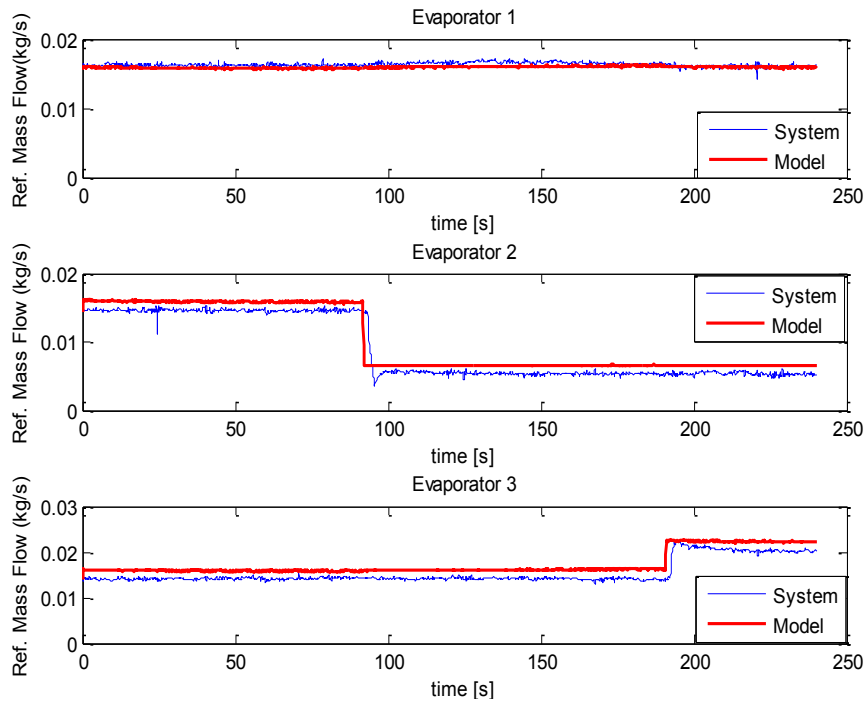 Evaporator 1
Ref. Mass Flow(kg/s)
0.02
0.01
0
0 50 100 150 200 250
time [s]
System
Model
Evaporator 2
Ref. Mass Flow (kg/s)
0.02
0.01
0
0 50 100 150 200 250
time [s]
System
Model
Evaporator 3
Ref. Mass Flow (kg/s)
0.03
0.02
0.01
0
0 50 100 150 200 250
time [s]
System
Model